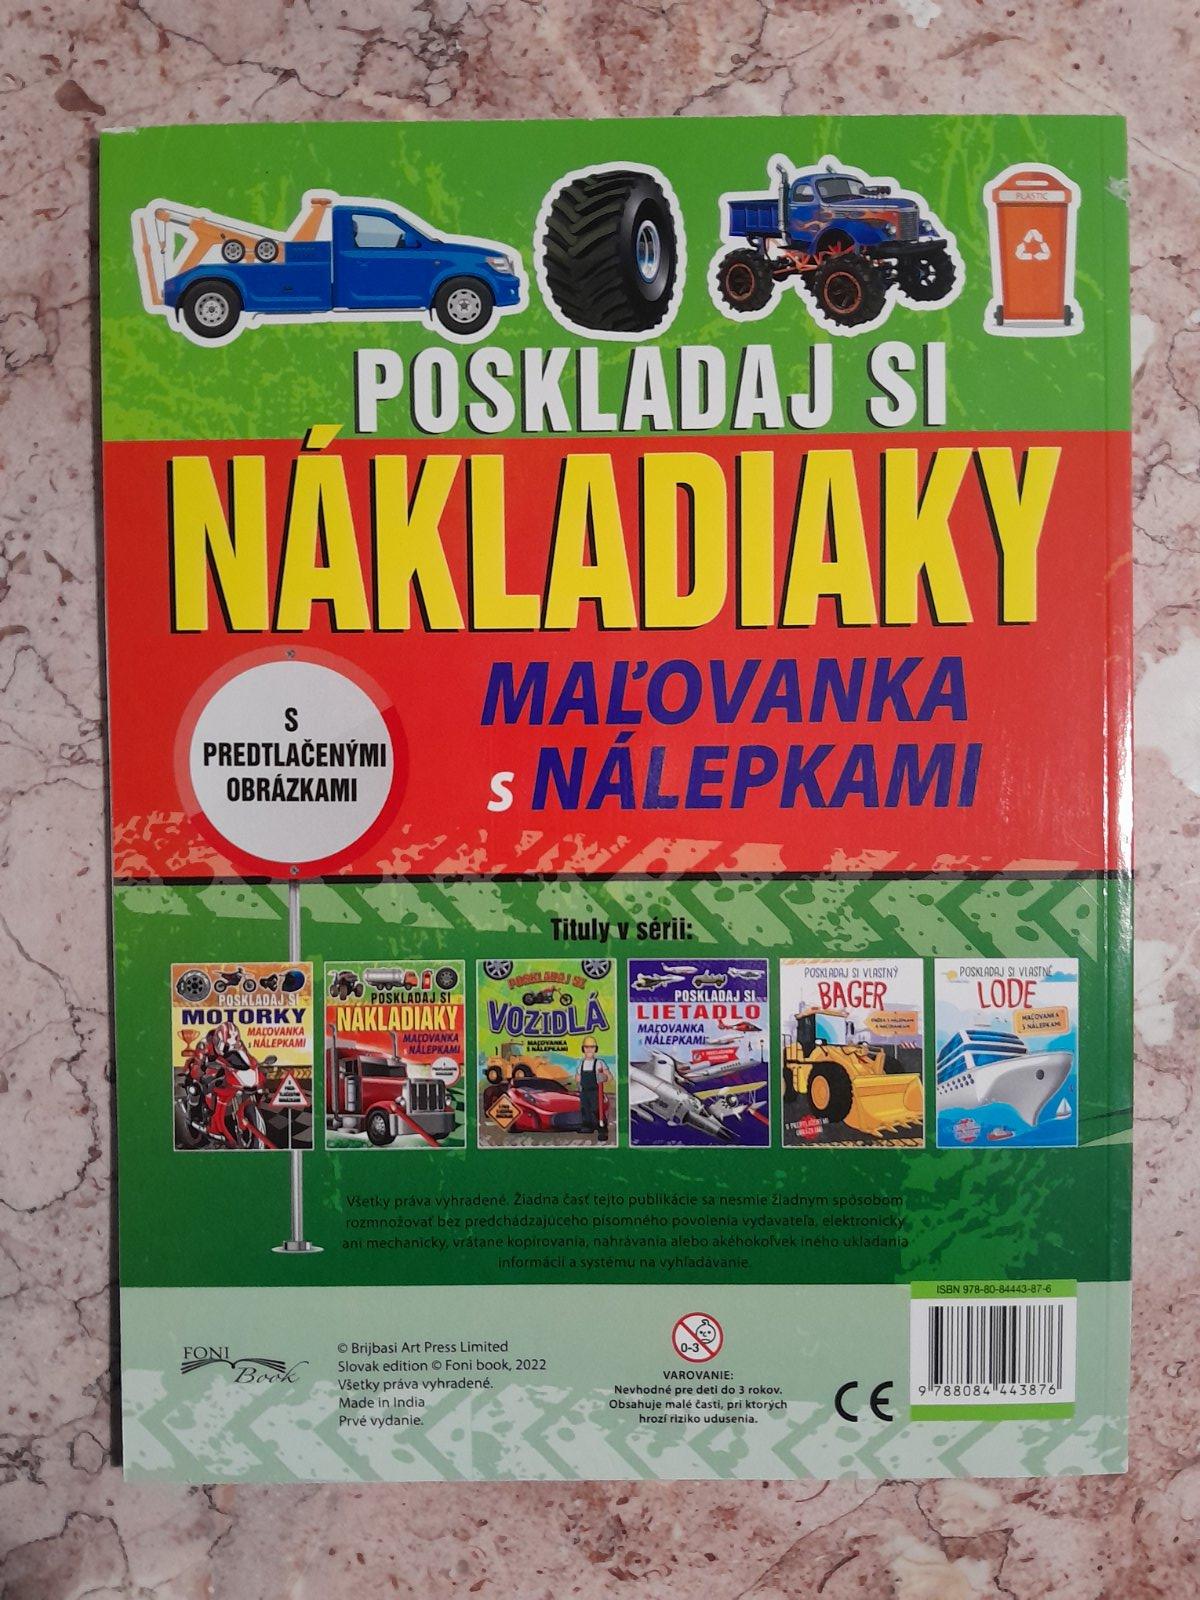 PLASTIC
POSKLADAJ SI
NÁKLADIAKY
MAĽOVANKA
S NÁLEPKAMI
S
PREDTLAČENÝMI
OBRÁZKAMI
Tituly v sérii:
POSKLADAJ SI
MOTORKY
MAĽOVANKA
S NÁLEPKAMI
POSKLADAJ SI
NÁKLADIAKY
MAĽOVANKA
NÁLEPKAMI
POSKLADAJ SI
VOZIDLÁ
MAĽOVANKA
S NÁLEPKAMI
POSKLADAJ SI
LIETADLO
MAĽOVANKA
S NÁLEPKAMI
POSKLADAJ SI VLASTNÝ
BAGER
POSKLADAJ SI VLASTNÉ
LODE
MAĽOVANKA
S NÁLEPKAMI
Všetky práva vyhradené. Žiadna časť tejto publikácie sa nesmie žiadnym spôsobom
rozmnožovať bez predchádzajúceho písomného povolenia vydavateľa, elektronicky
ani mechanicky, vrátane kopírovania, nahrávania alebo akéhokoľvek iného ukladania
informácií a systému na vyhľadávanie.
FONI
Book
© Brijbasi Art Press Limited
Slovak edition © Foni book, 2022
Všetky práva vyhradené.
Made in India
Prvé vydanie.
0-3
VAROVANIE:
Nevhodné pre deti do 3 rokov.
Obsahuje malé časti, pri ktorých
hrozí riziko udusenia.
CE
ISBN 978-80-84443-87-6
9 788084 443876